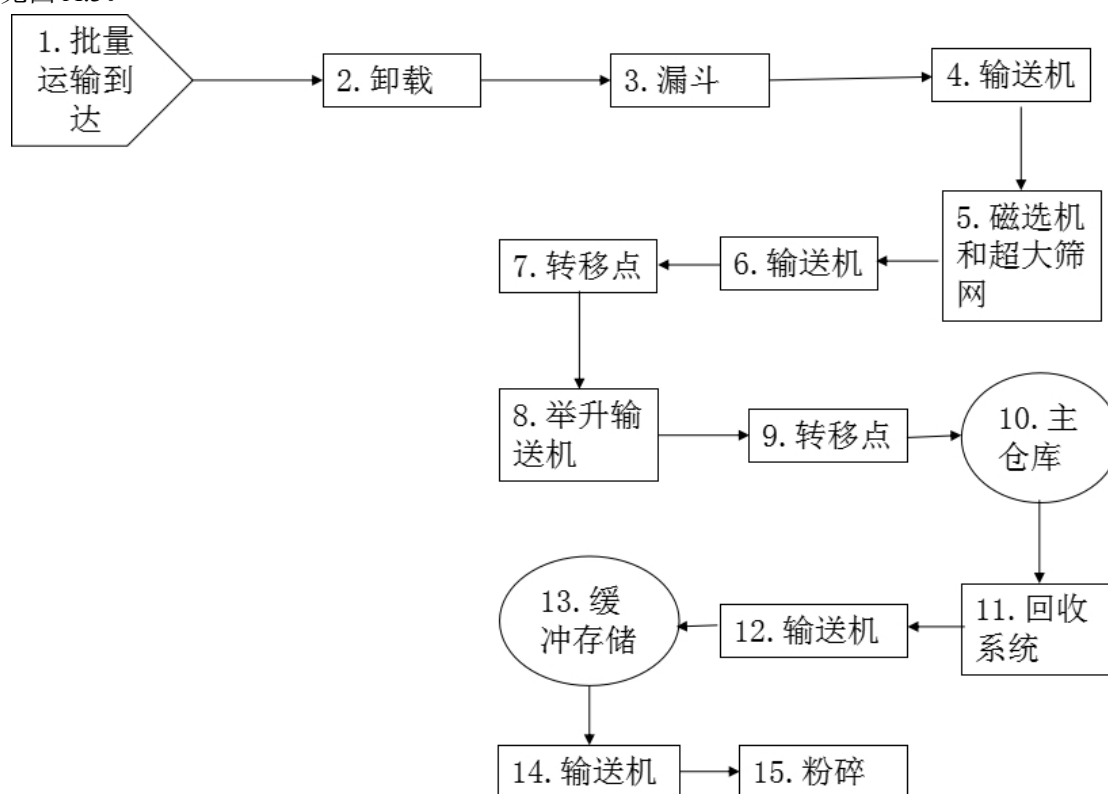 1.批量
运输到
达
2.卸载
3.漏斗
4.输送机
5.磁选机
和超大筛
网
6.输送机
7.转移点
8.举升输
送机
9.转移点
10.主
仓库
11.回收
系统
12.输送机
13.缓
冲存储
14.输送机
15.粉碎